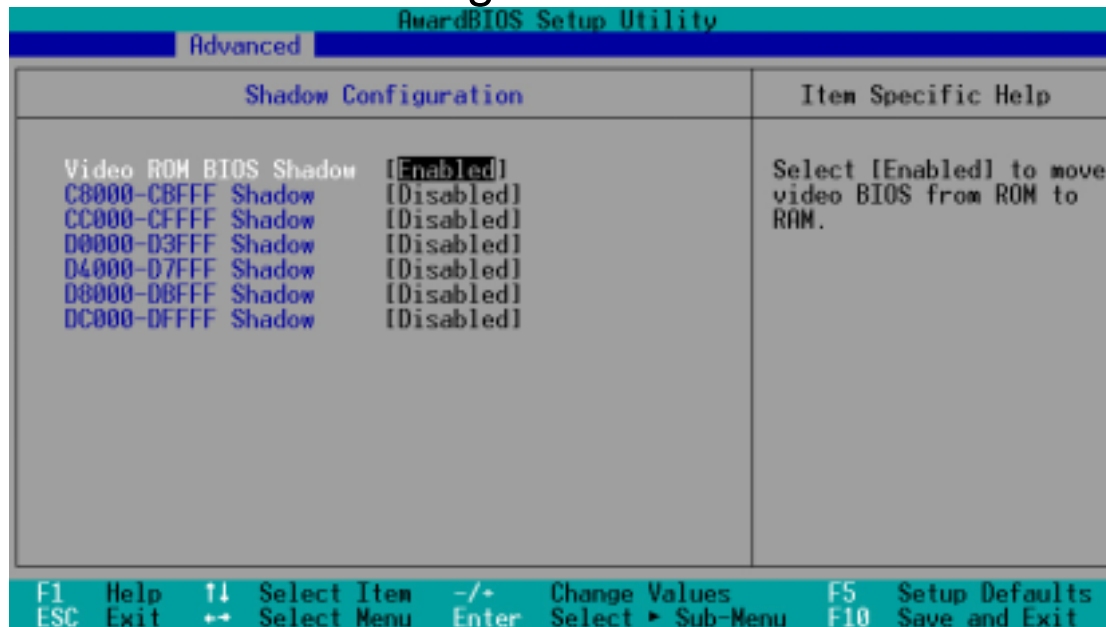 AwardBIOS Setup Utility
Advanced
Shadow Configuration
Item Specific Help
Video ROM BIOS Shadow [Enabled]
C8000-CBFFF Shadow [Disabled]
CC000-CFFFF Shadow [Disabled]
D0000-D3FFF Shadow [Disabled]
D4000-D7FFF Shadow [Disabled]
D8000-DBFFF Shadow [Disabled]
DC000-DFFFF Shadow [Disabled]
Select [Enabled] to move
video BIOS from ROM to
RAM.
F1 Help ↑↓ Select Item -/+ Change Values F5 Setup Defaults
ESC Exit ←→ Select Menu Enter Select ► Sub-Menu F10 Save and Exit